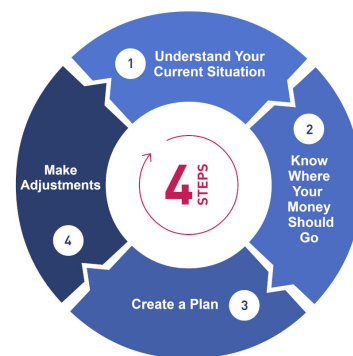 1
Understand Your
Current Situation
2
Know
Where
Your
Money
Should
Go
3
Create a Plan
4
Make
Adjustments
4
STEPS